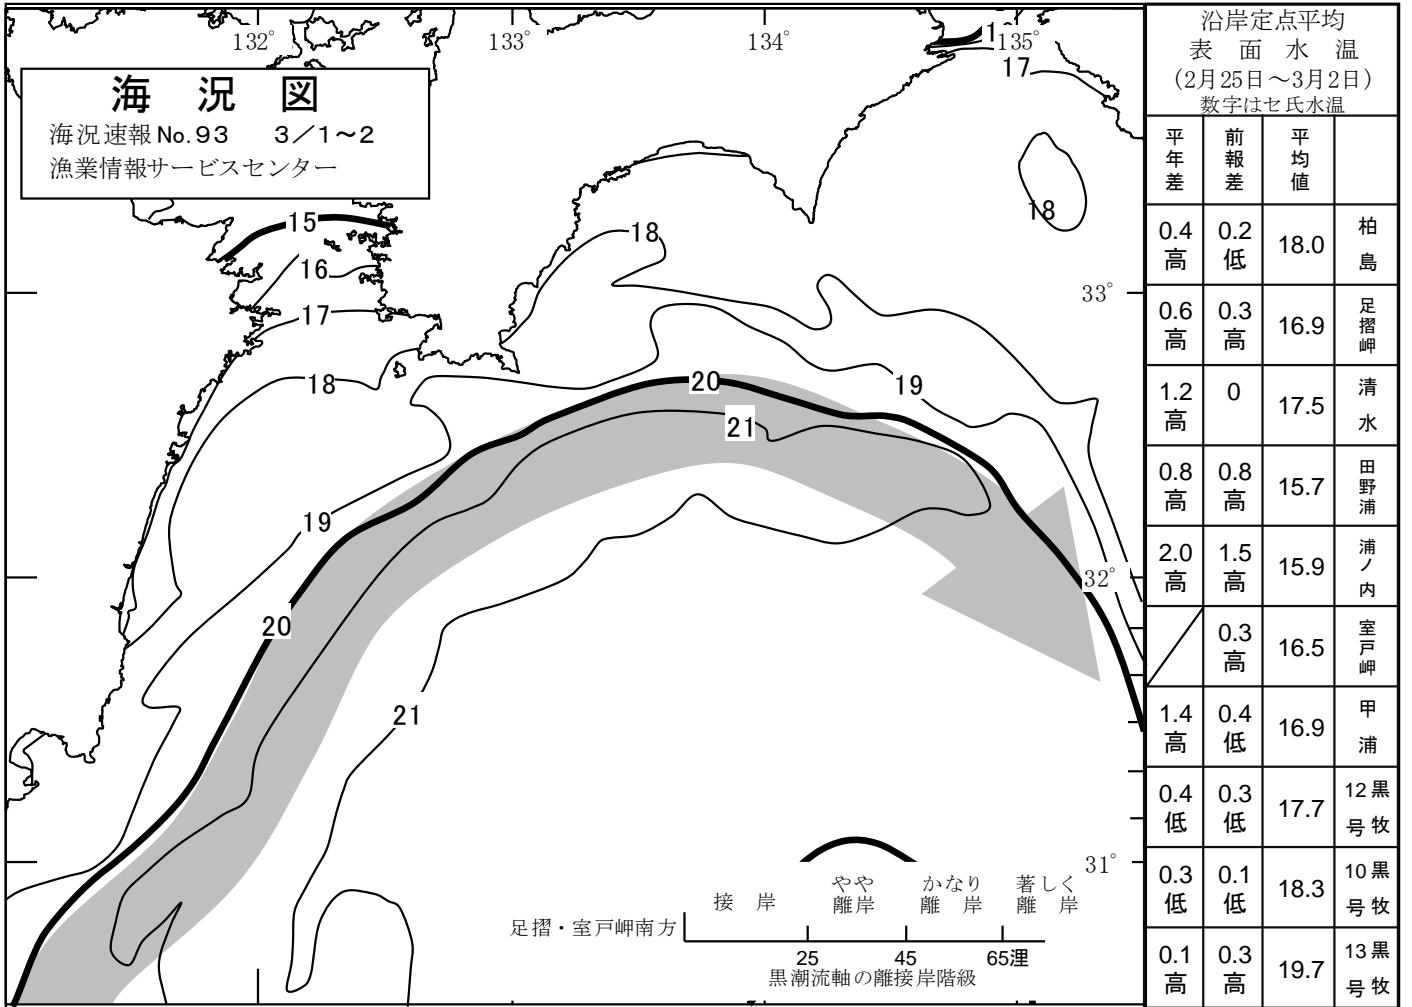 132°
133°
134°
135°
1
17
海 況 図
海況速報No.93 3/1~2
漁業情報サービスセンター
15
16
17
18
18
18
33°
19
20
21
19
20
21
32°
31°
接 岸
やや
離岸
かなり
離 岸
著しく
離 岸
足摺・室戸岬南方
25 45 65浬
黒潮流軸の離接岸階級
沿岸定点平均
表 面 水 温
(2月25日~3月2日)
数字はセ氏水温
平年差 前報差 平均値
0.4高 0.2低 18.0 柏島
0.6高 0.3高 16.9 足摺岬
1.2高 0 17.5 清水
0.8高 0.8高 15.7 田野浦
2.0高 1.5高 15.9 浦ノ内
0.3高 16.5 室戸岬
1.4高 0.4低 16.9 甲浦
0.4低 0.3低 17.7 黒牧12号
0.3低 0.1低 18.3 黒牧10号
0.1高 0.3高 19.7 黒牧13号